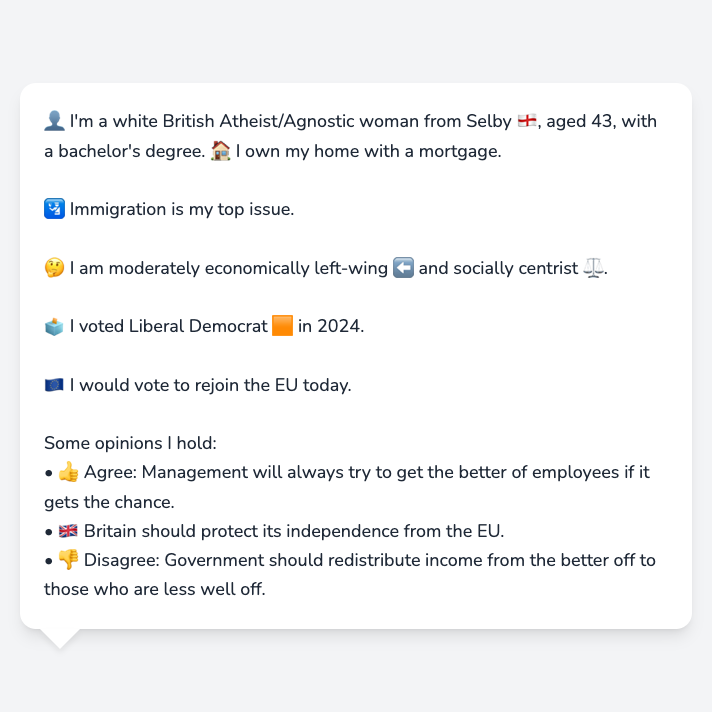 👤 I'm a white British Atheist/Agnostic woman from Selby 🏴󠁧󠁢󠁥󠁮󠁧󠁿, aged 43, with
a bachelor's degree. 🏠 I own my home with a mortgage.
🛂 Immigration is my top issue.
🤔 I am moderately economically left-wing ⬅️ and socially centrist ⚖️.
🗳️ I voted Liberal Democrat 🟧 in 2024.
🇪🇺 I would vote to rejoin the EU today.
Some opinions I hold:
• 👍 Agree: Management will always try to get the better of employees if it
gets the chance.
• 🇬🇧 Britain should protect its independence from the EU.
• 👎 Disagree: Government should redistribute income from the better off to
those who are less well off.